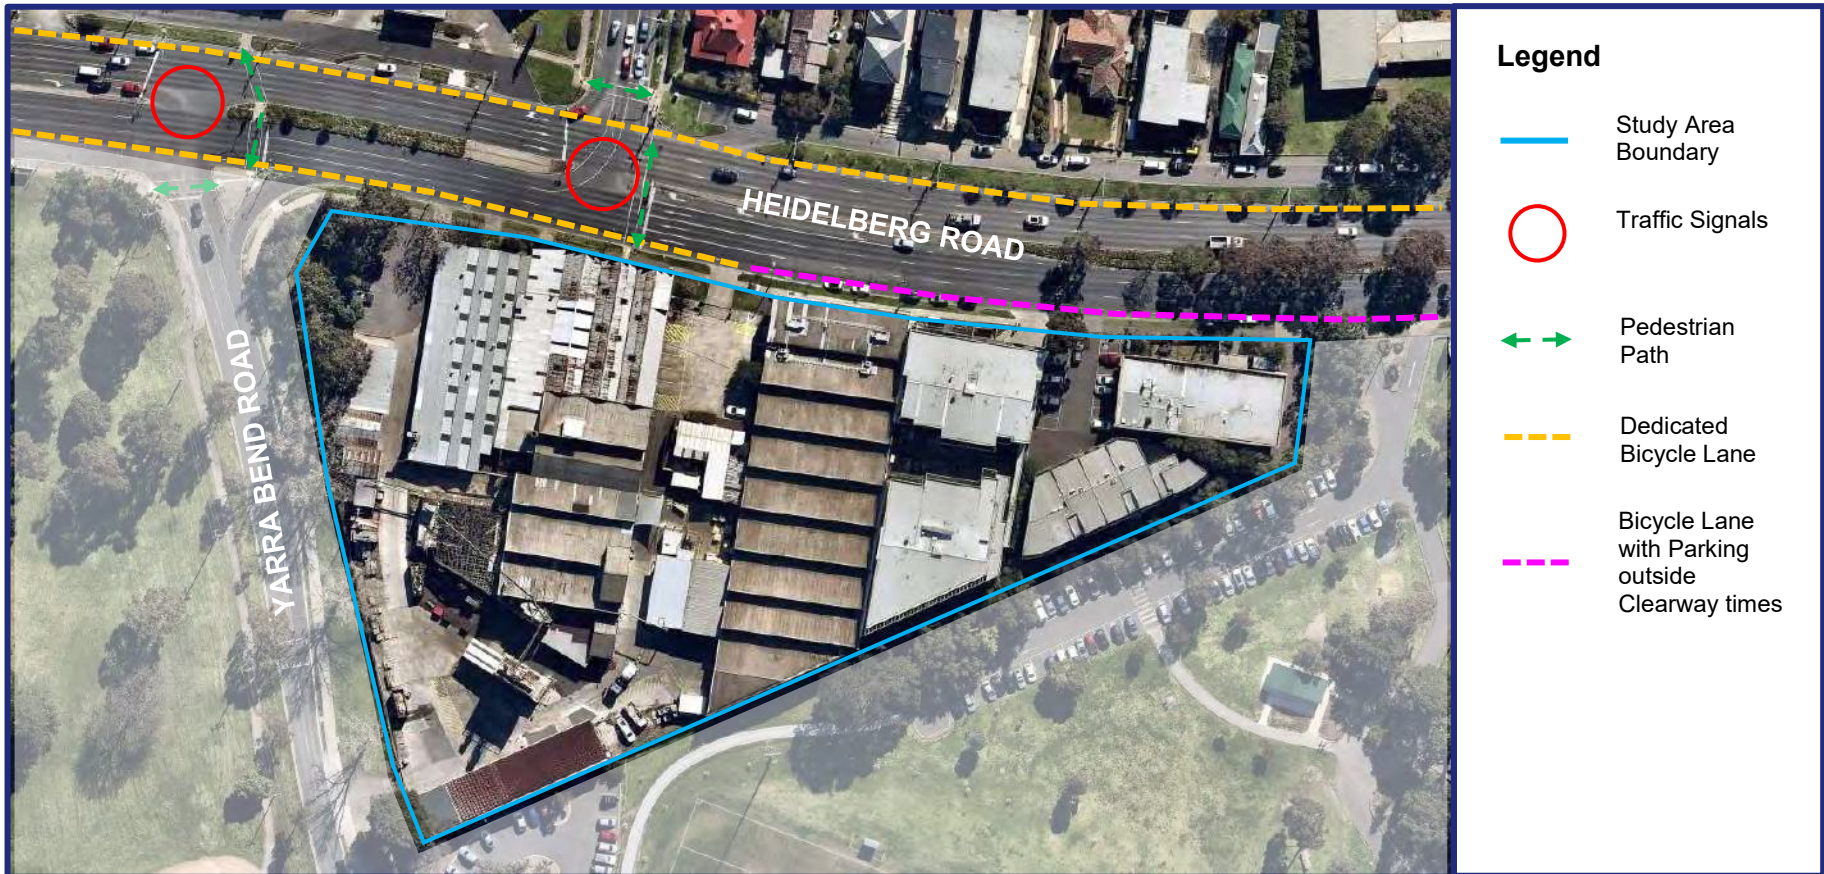 HEIDELBERG ROAD
YARRA BEND ROAD
Legend
Study Area
Boundary
Traffic Signals
Pedestrian
Path
Dedicated
Bicycle Lane
Bicycle Lane
with Parking
outside
Clearway times